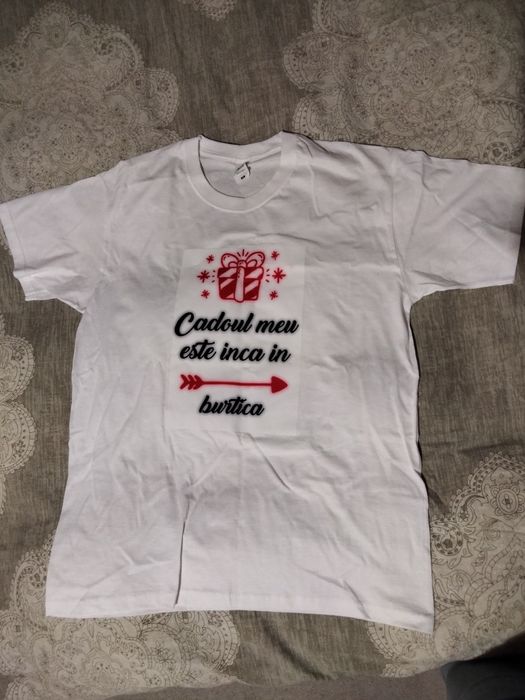 Cadoul meu
este inca in
burtica